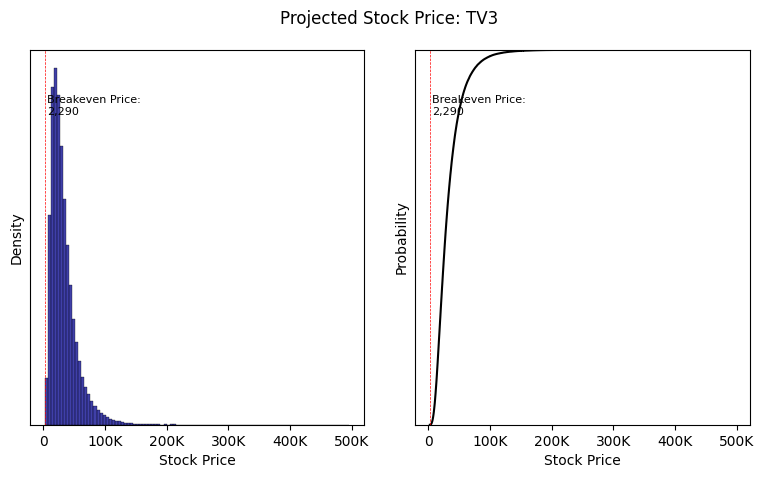 Projected Stock Price: TV3
Density
Breakeven Price:
2,290
0
100K
200K
300K
400K
500K
Stock Price
Probability
Breakeven Price:
2,290
0
100K
200K
300K
400K
500K
Stock Price